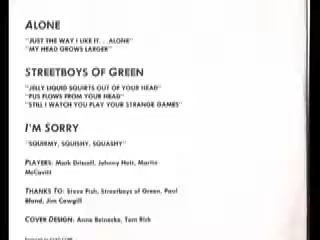 ALONE
"JUST THE WAY I LIKE IT. . ALONE"
"MY HEAD GROWS LARGER"
STREETBOYS OF GREEN
"JELLY LIQUID SQUIRTS OUT OF YOUR HEAD"
"PUS FLOWS FROM YOUR HEAD"
"STILL I WATCH YOU PLAY YOUR STRANGE GAMES"
I'M SORRY
"SQUIRMY, SQUISHY, SQUASHY"
PLAYERS: Mark Driscoll, Johnny Hott, Martin
McCavitt
THANKS TO: Steve Fish, Streetboys of Green, Paul
Bland, Jim Cowgill
COVER DESIGN: Anne Beinecke, Tom Rich